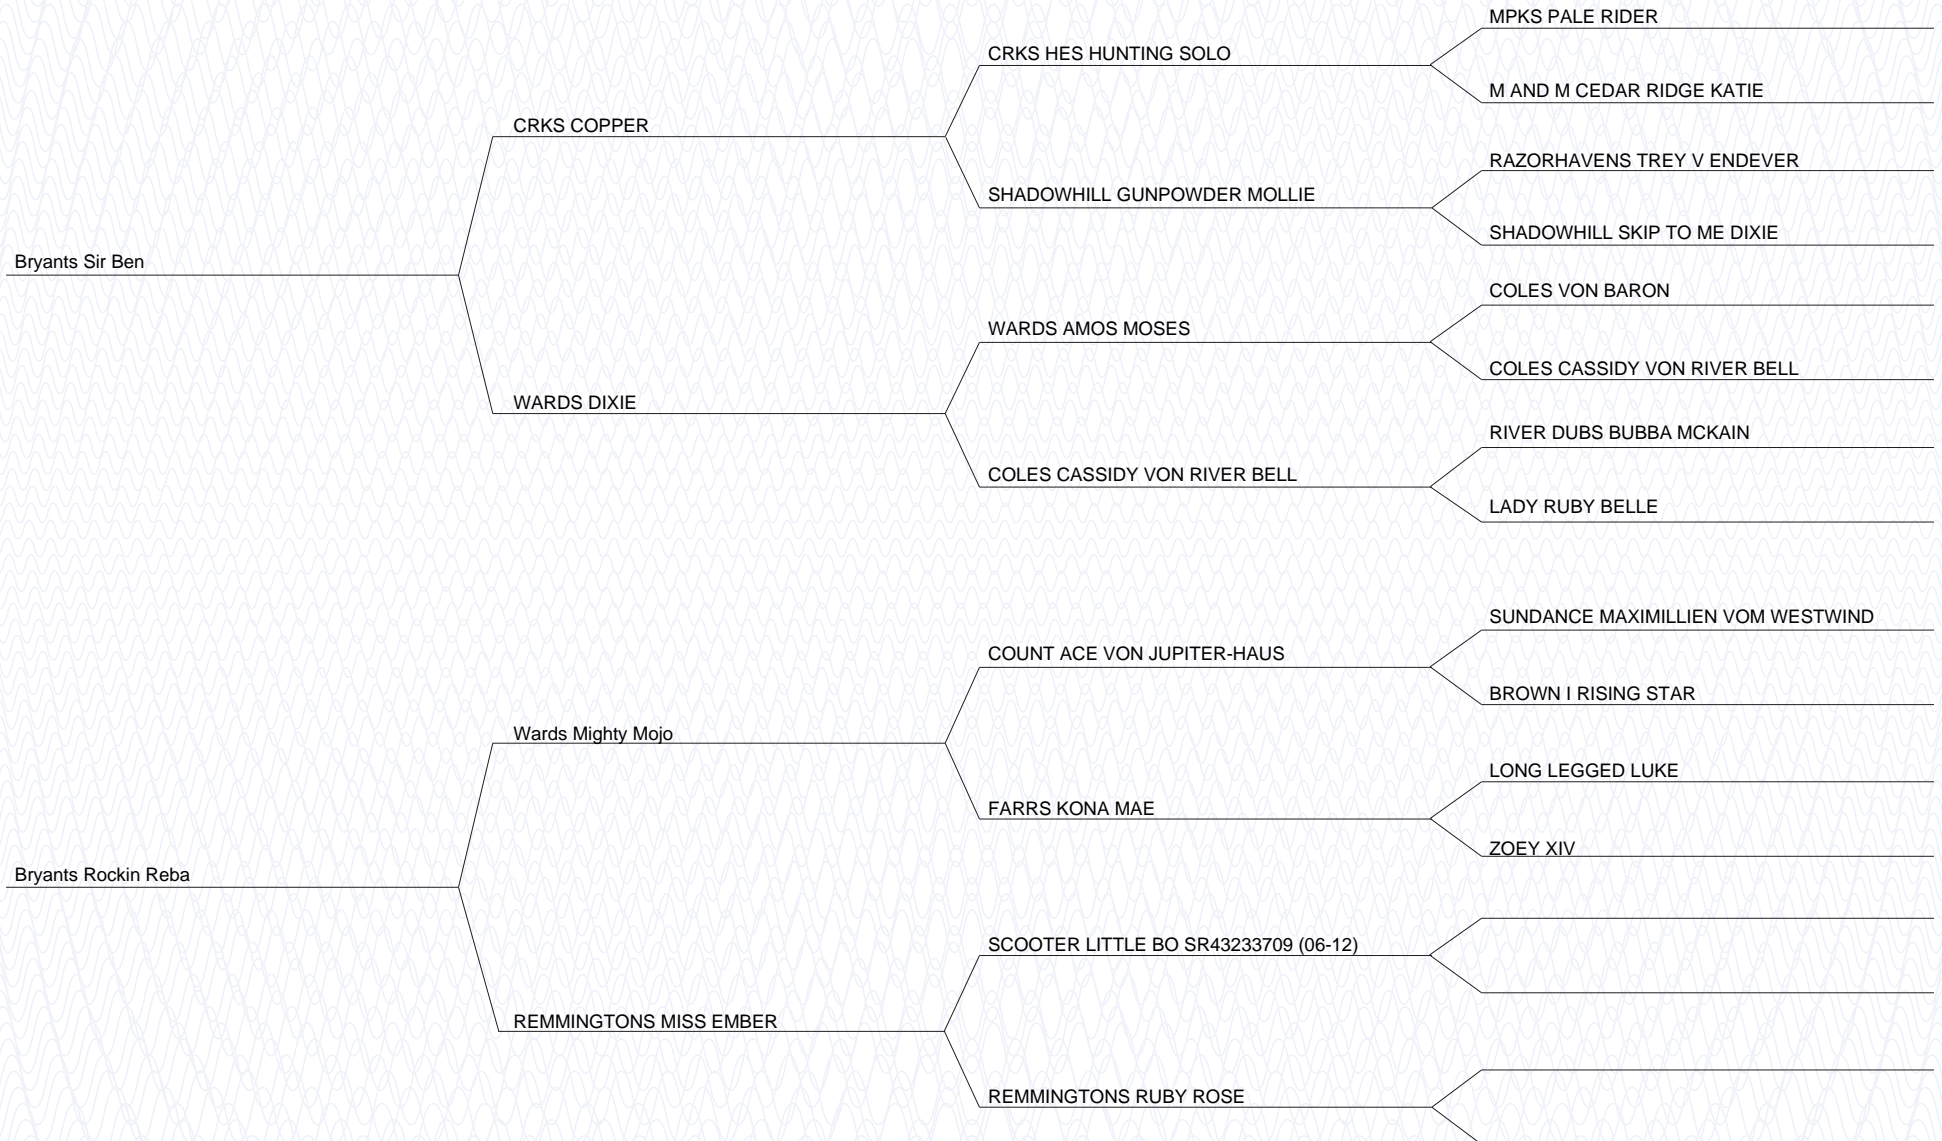 MPKS PALE RIDER
CRKS HES HUNTING SOLO
M AND M CEDAR RIDGE KATIE
CRKS COPPER
RAZORHAVENS TREY V ENDEVER
SHADOWHILL GUNPOWDER MOLLIE
SHADOWHILL SKIP TO ME DIXIE
Bryants Sir Ben
COLES VON BARON
WARDS AMOS MOSES
COLES CASSIDY VON RIVER BELL
WARDS DIXIE
RIVER DUBS BUBBA MCKAIN
COLES CASSIDY VON RIVER BELL
LADY RUBY BELLE
SUNDANCE MAXIMILLIEN VOM WESTWIND
COUNT ACE VON JUPITER-HAUS
BROWN I RISING STAR
Wards Mighty Mojo
LONG LEGGED LUKE
FARRS KONA MAE
ZOEY XIV
Bryants Rockin Reba
SCOOTER LITTLE BO SR43233709 (06-12)
REMMINGTONS MISS EMBER
REMMINGTONS RUBY ROSE